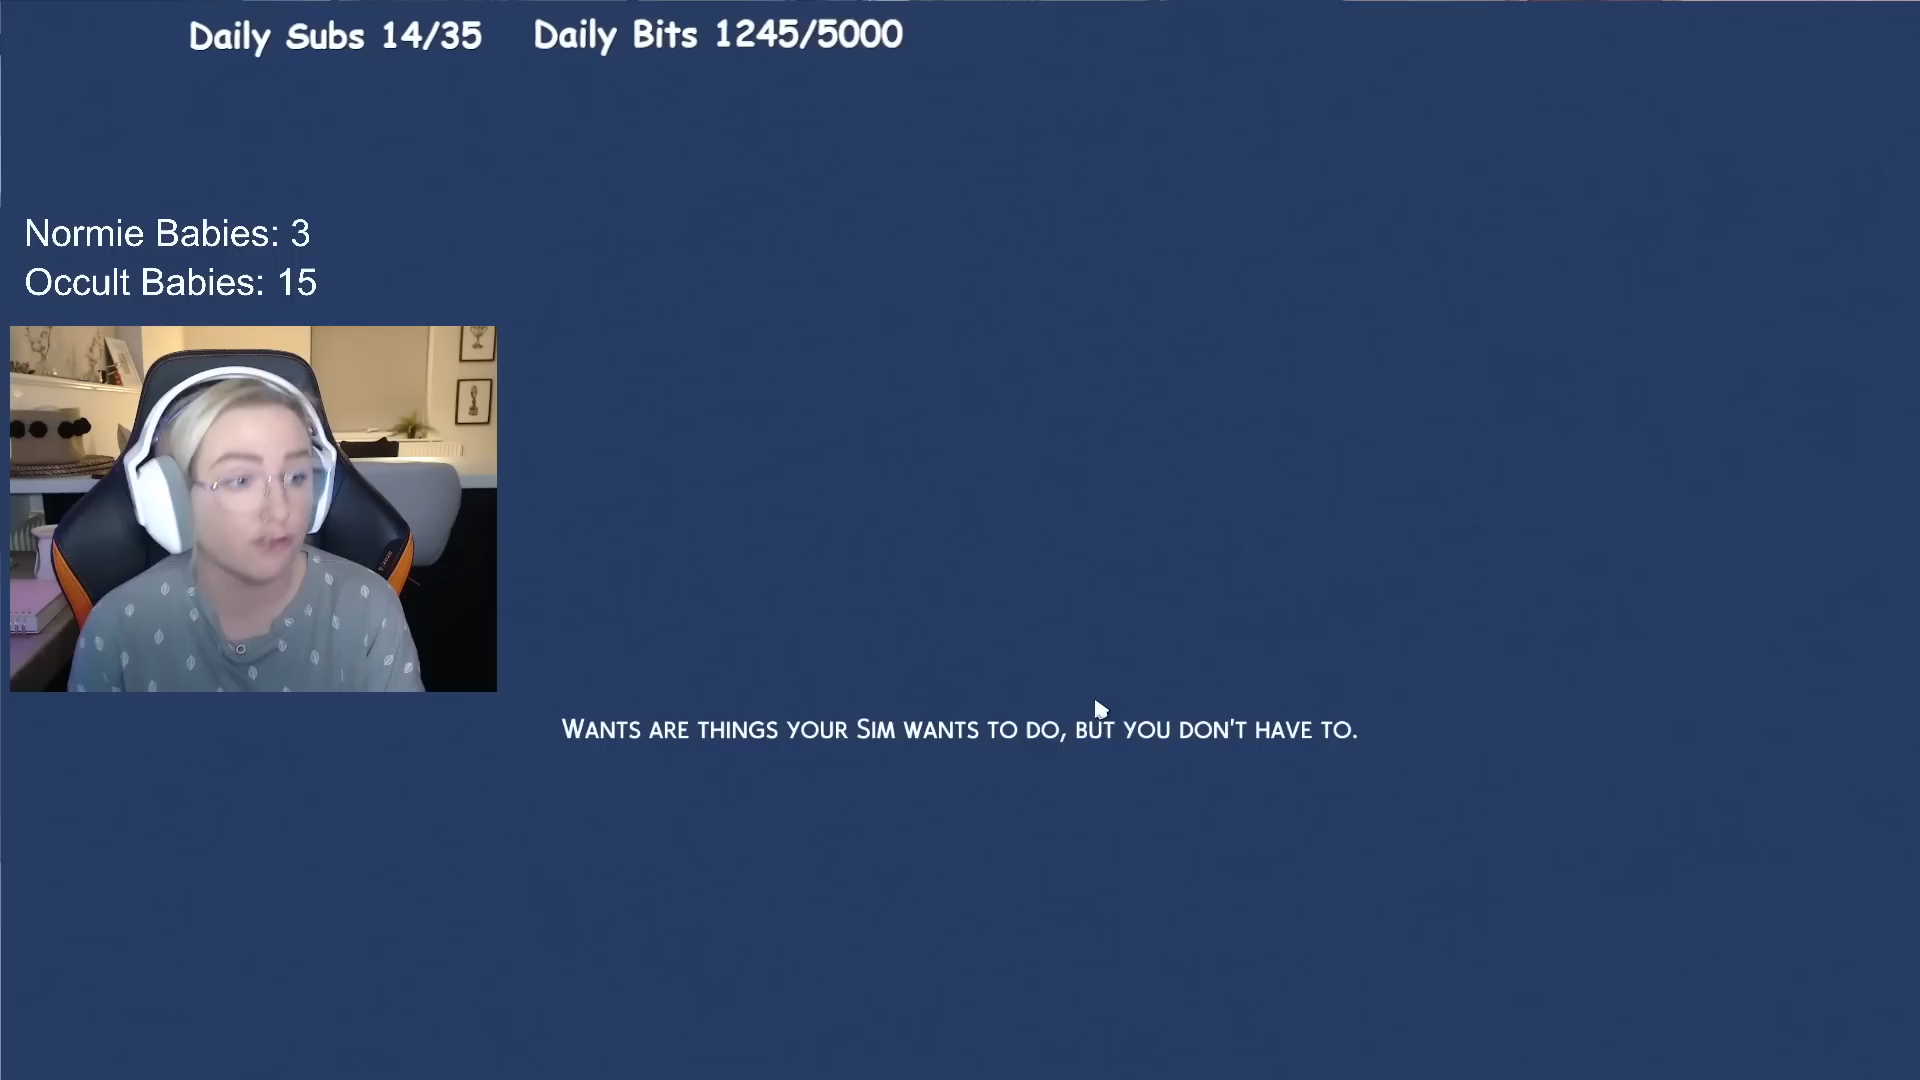 Daily Subs 14/35 Daily Bits 1245/5000
Normie Babies: 3
Occult Babies: 15
Wants are things your Sim wants to do, but you don't have to.